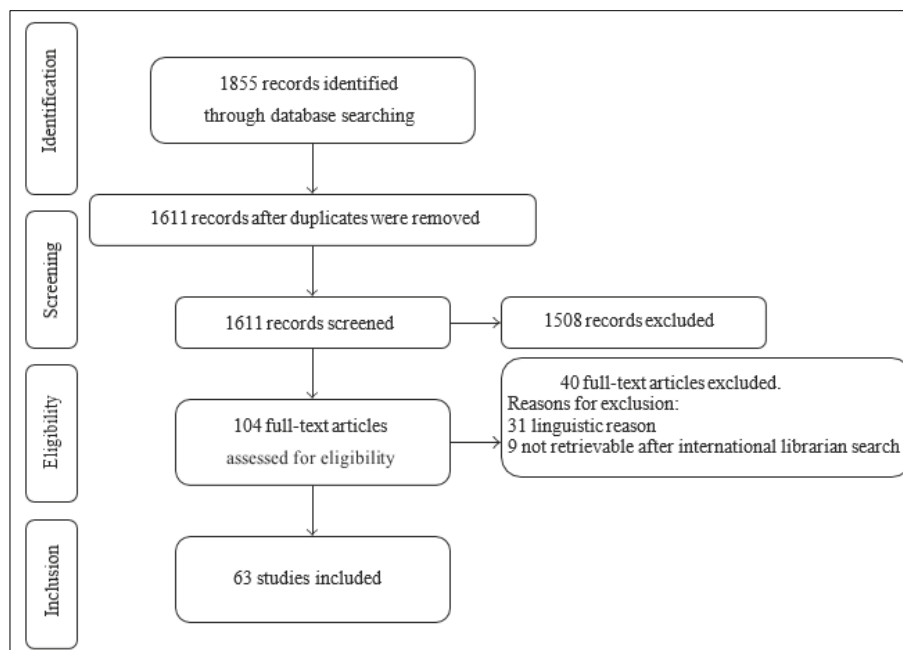 Identification
1855 records identified
through database searching
1611 records after duplicates were removed
Screening
1611 records screened
1508 records excluded
Eligibility
104 full-text articles
assessed for eligibility
40 full-text articles excluded.
Reasons for exclusion:
31 linguistic reason
9 not retrievable after international librarian search
Inclusion
63 studies included